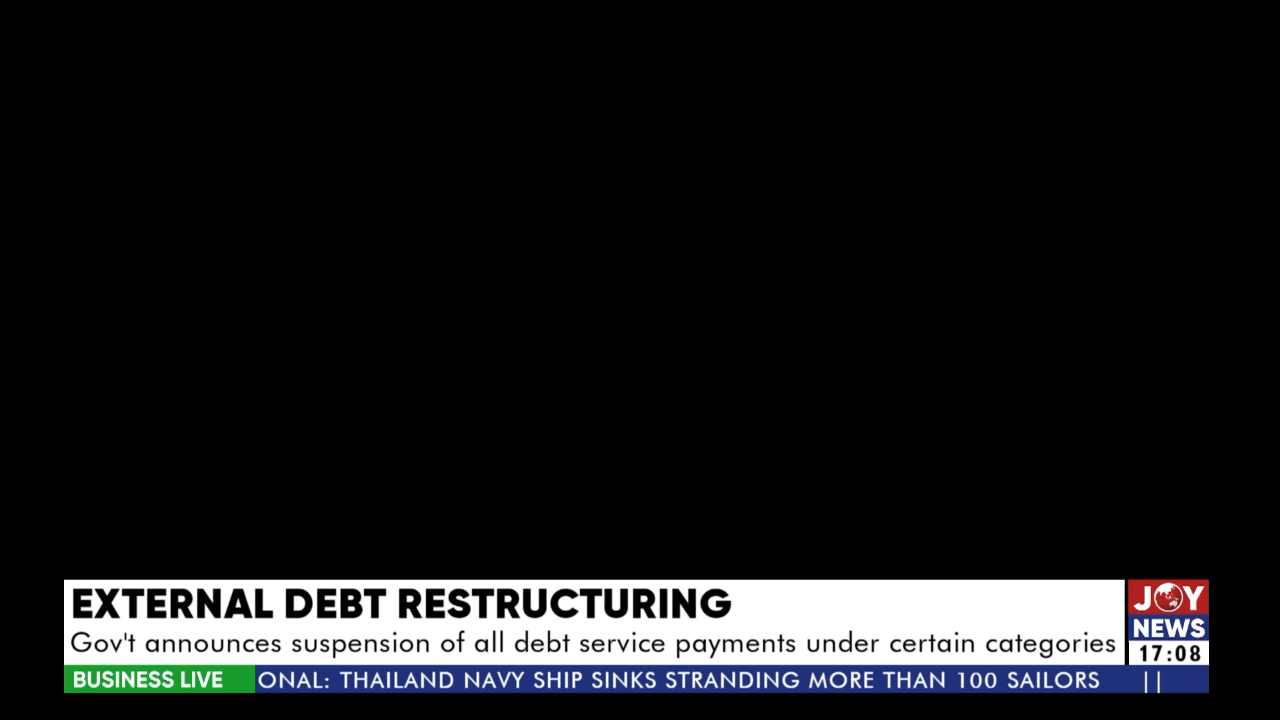 EXTERNAL DEBT RESTRUCTURING
Gov't announces suspension of all debt service payments under certain categories
JOY
NEWS
17:08
BUSINESS LIVE
ONAL: THAILAND NAVY SHIP SINKS STRANDING MORE THAN 100 SAILORS ||